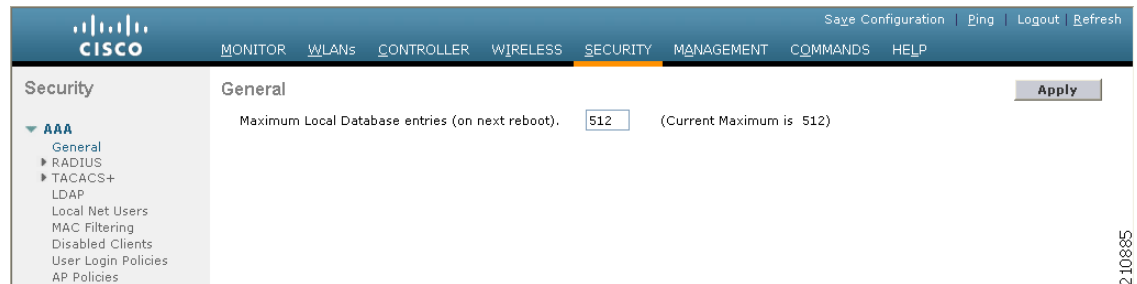 Save Configuration | Ping | Logout | Refresh
CISCO
MONITOR WLANs CONTROLLER WIRELESS SECURITY MANAGEMENT COMMANDS HELP
Security
General
Apply
Maximum Local Database entries (on next reboot). 512 (Current Maximum is 512)
AAA
General
RADIUS
TACACS+
LDAP
Local Net Users
MAC Filtering
Disabled Clients
User Login Policies
AP Policies
210885